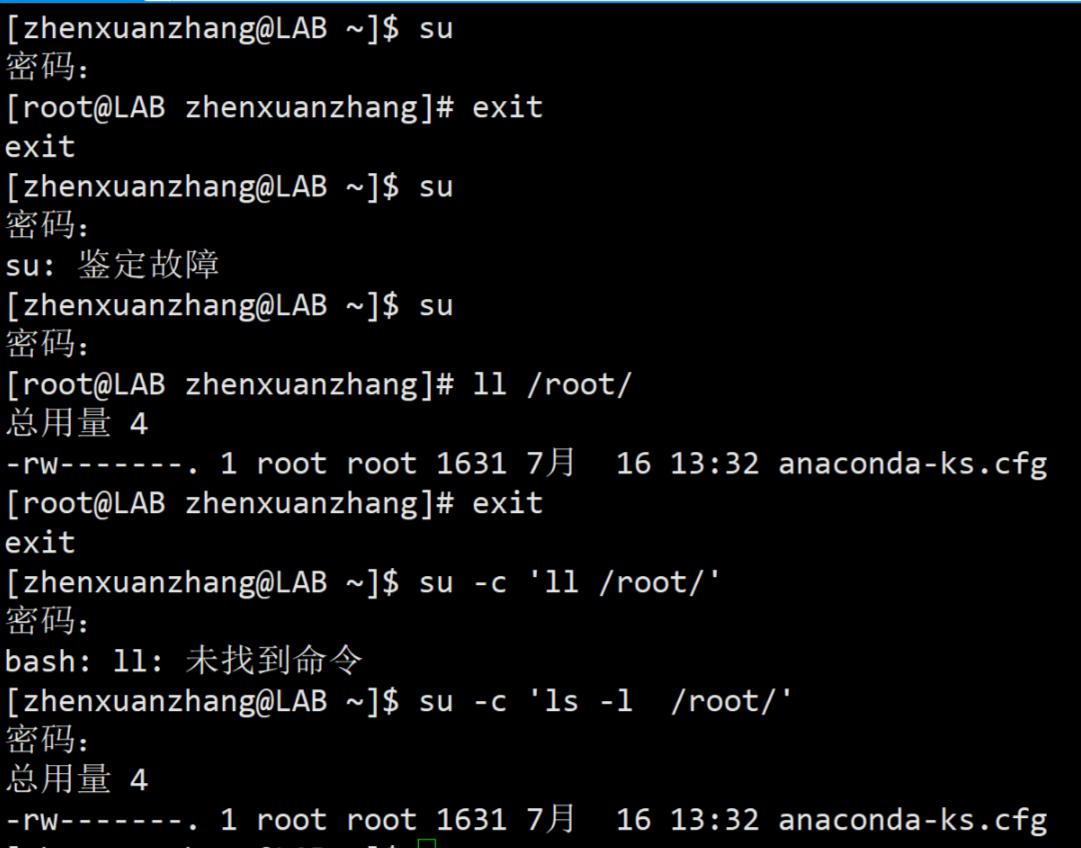 [zhenxuanzhang@LAB ~]$ su
密码：
[root@LAB zhenxuanzhang]# exit
exit
[zhenxuanzhang@LAB ~]$ su
密码：
su: 鉴定故障
[zhenxuanzhang@LAB ~]$ su
密码：
[root@LAB zhenxuanzhang]# ll /root/
总用量 4
-rw-------. 1 root root 1631 7月  16 13:32 anaconda-ks.cfg
[root@LAB zhenxuanzhang]# exit
exit
[zhenxuanzhang@LAB ~]$ su -c 'll /root/'
密码：
bash: ll: 未找到命令
[zhenxuanzhang@LAB ~]$ su -c 'ls -l  /root/'
密码：
总用量 4
-rw-------. 1 root root 1631 7月  16 13:32 anaconda-ks.cfg